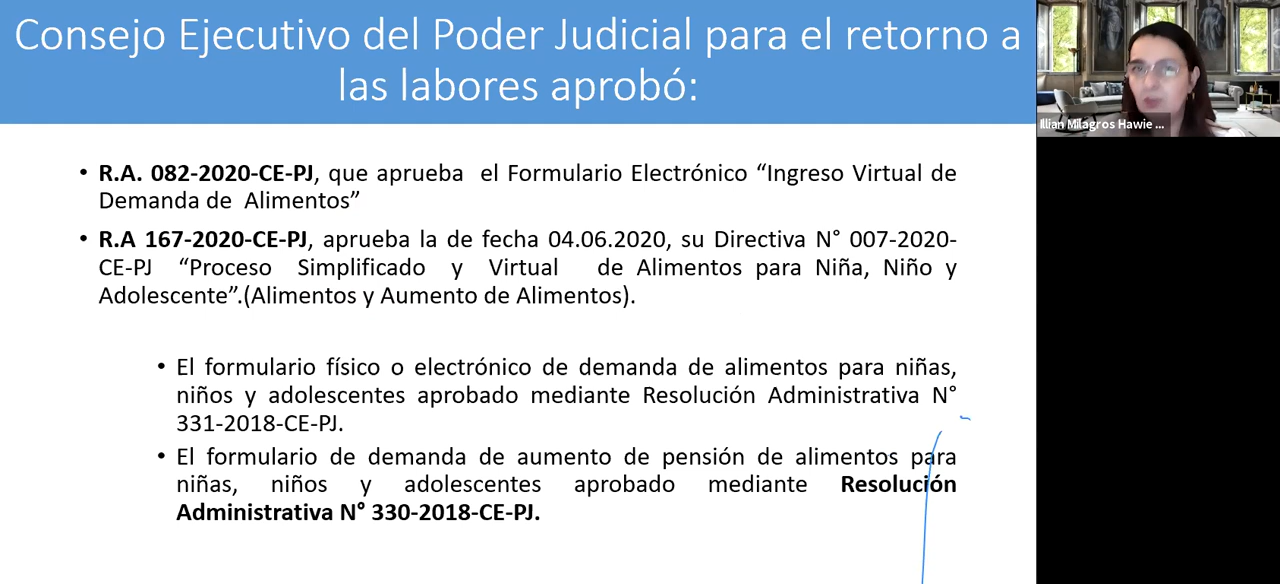 Consejo Ejecutivo del Poder Judicial para el retorno a
las labores aprobó:
• R.A. 082-2020-CE-PJ, que aprueba el Formulario Electrónico “Ingreso Virtual de
Demanda de Alimentos”
• R.A 167-2020-CE-PJ, aprueba la de fecha 04.06.2020, su Directiva N° 007-2020-
CE-PJ “Proceso Simplificado y Virtual de Alimentos para Niña, Niño y
Adolescente”.(Alimentos y Aumento de Alimentos).
• El formulario físico o electrónico de demanda de alimentos para niñas,
niños y adolescentes aprobado mediante Resolución Administrativa N°
331-2018-CE-PJ.
• El formulario de demanda de aumento de pensión de alimentos para
niñas, niños y adolescentes aprobado mediante Resolución
Administrativa N° 330-2018-CE-PJ.
Illian Milagros Hawie ...